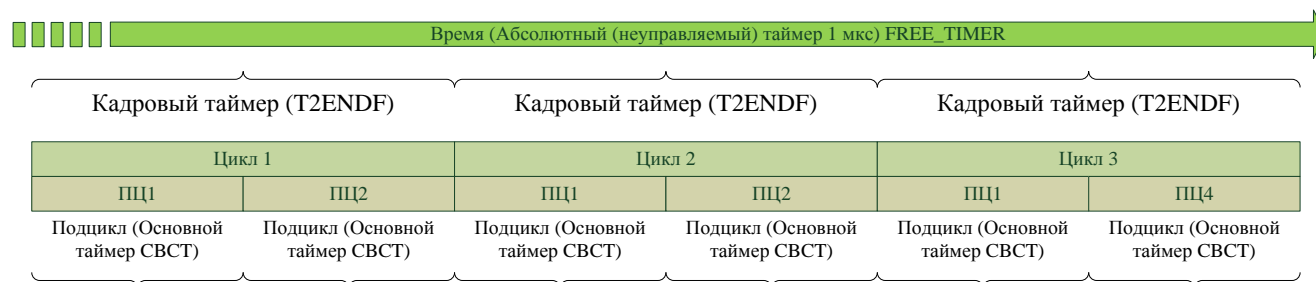 Время (Абсолютный (неуправляемый) таймер 1 мкс) FREE_TIMER
Кадровый таймер (T2ENDF) Кадровый таймер (T2ENDF) Кадровый таймер (T2ENDF)
Цикл 1 Цикл 2 Цикл 3
ПЦ1 ПЦ2 ПЦ1 ПЦ2 ПЦ1 ПЦ4
Подцикл (Основной Подцикл (Основной Подцикл (Основной Подцикл (Основной Подцикл (Основной Подцикл (Основной
таймер СВСТ) таймер СВСТ) таймер СВСТ) таймер СВСТ) таймер СВСТ) таймер СВСТ)